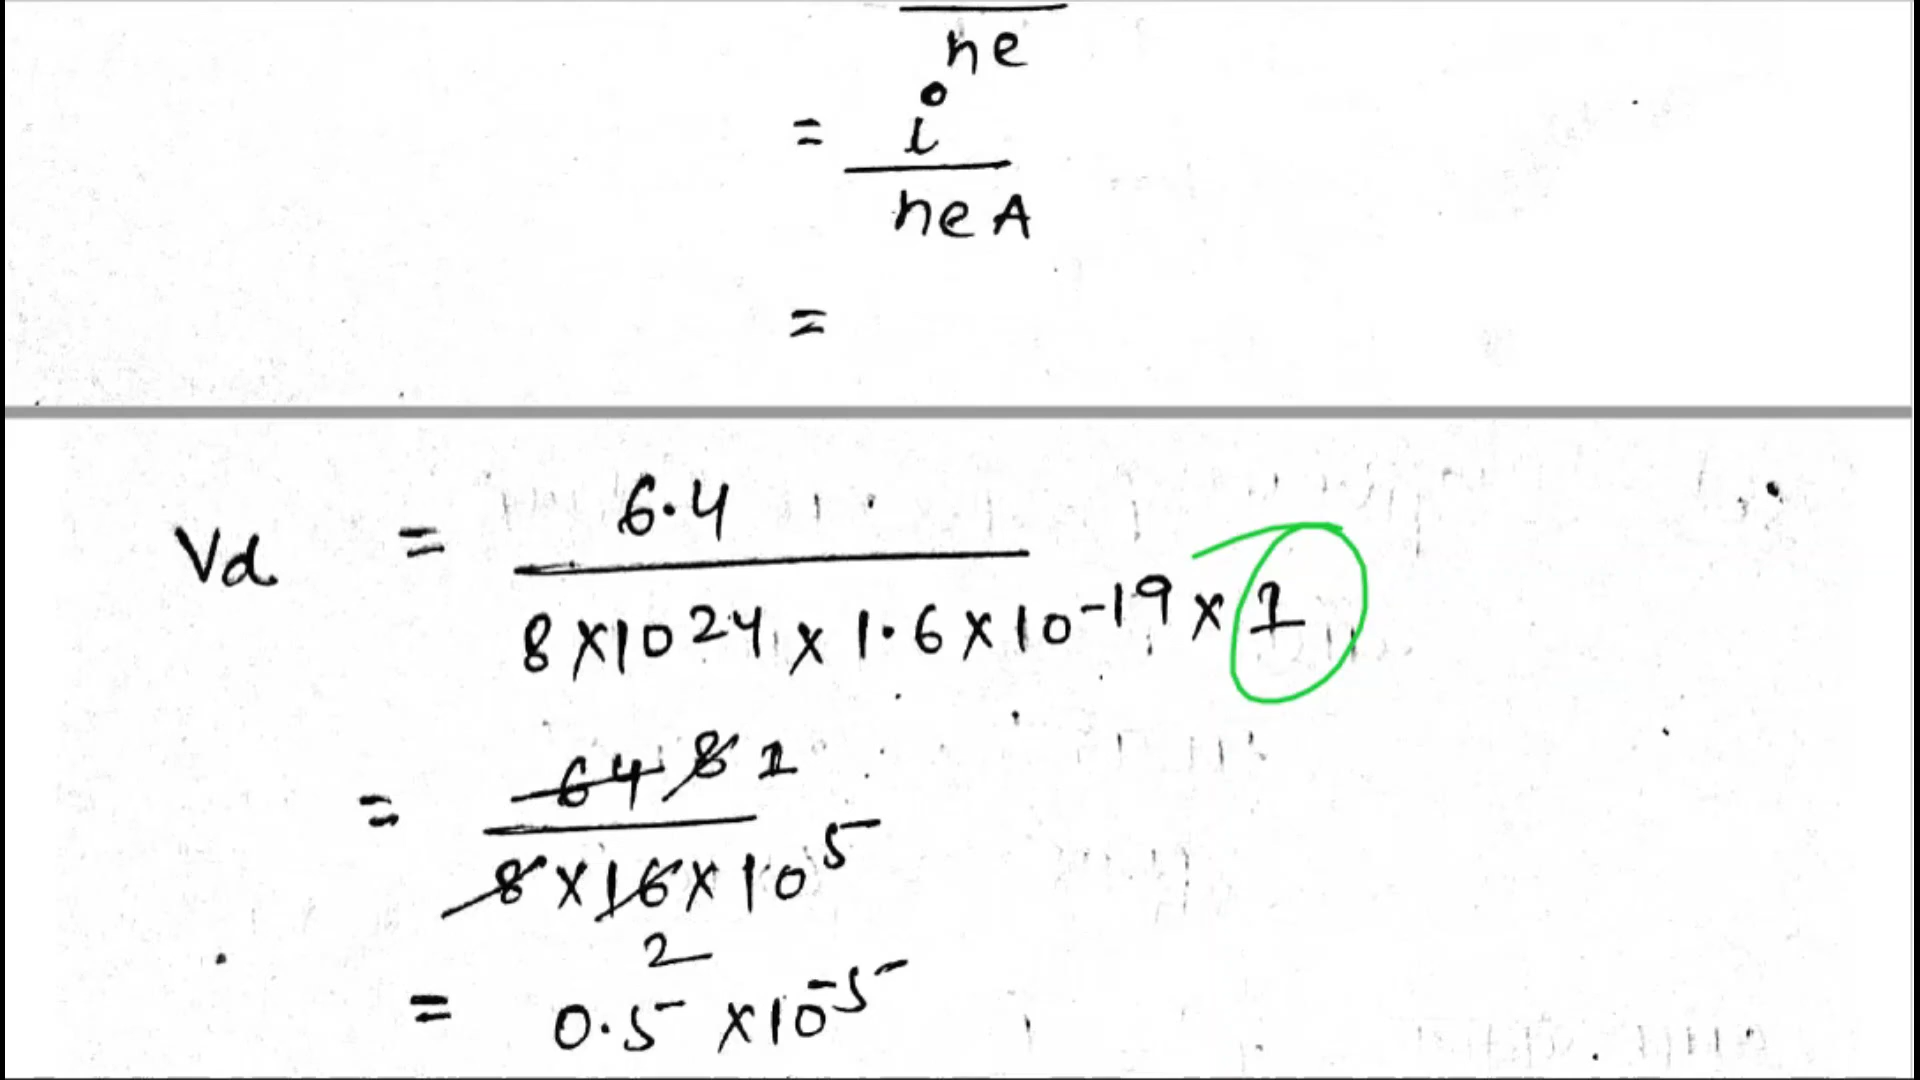 ne
= i
neA
=
Vd = 6.4
8×10²⁴×1.6×10⁻¹⁹×1
= 64 8 1
8×16×10⁵
2
= 0.5×10⁻⁵